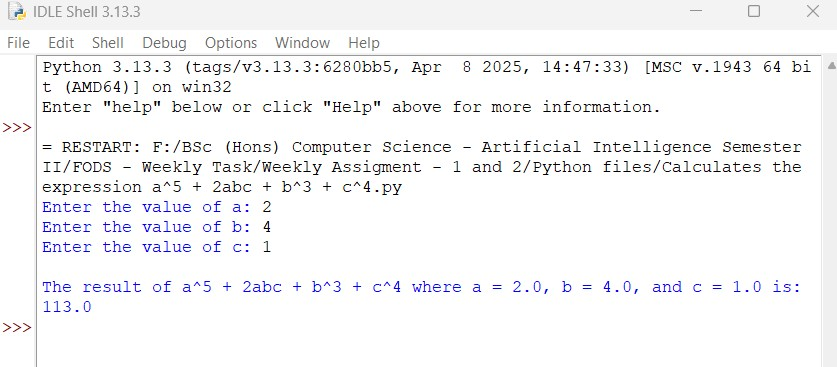 IDLE Shell 3.13.3
File Edit Shell Debug Options Window Help
Python 3.13.3 (tags/v3.13.3:6280bb5, Apr  8 2025, 14:47:33) [MSC v.1943 64 bi
t (AMD64)] on win32
Enter "help" below or click "Help" above for more information.
>>>
= RESTART: F:/BSc (Hons) Computer Science - Artificial Intelligence Semester
II/FODS - Weekly Task/Weekly Assigment - 1 and 2/Python files/Calculates the
expression a^5 + 2abc + b^3 + c^4.py
Enter the value of a: 2
Enter the value of b: 4
Enter the value of c: 1
The result of a^5 + 2abc + b^3 + c^4 where a = 2.0, b = 4.0, and c = 1.0 is:
113.0
>>>